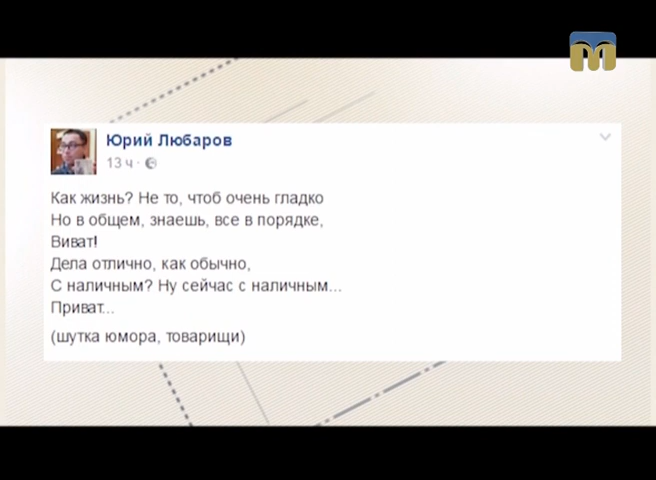 Юрий Любаров
13 ч ·
Как жизнь? Не то, чтоб очень гладко
Но в общем, знаешь, все в порядке,
Виват!
Дела отлично, как обычно,
С наличным? Ну сейчас с наличным...
Приват...
(шутка юмора, товарищи)